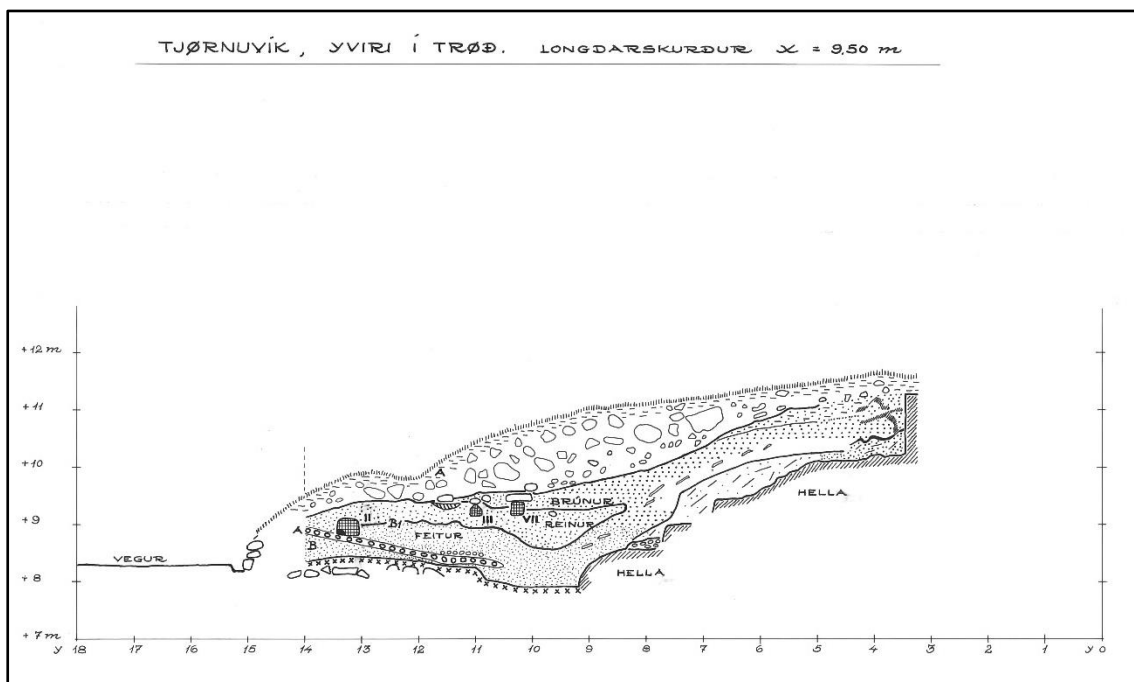 TJØRNUVÍK, YVIRI Í TRØÐ. LONGDARSKURÐUR X = 9,50 m
+12 m
+11
A
+10
HELLA
BRÚNUR
II B1 III VII REINUR
+9 A
FEITUR
B
VEGUR
HELLA
+8
+7 m
y 18 17 16 15 14 13 12 11 10 9 8 7 6 5 4 3 2 1 y 0